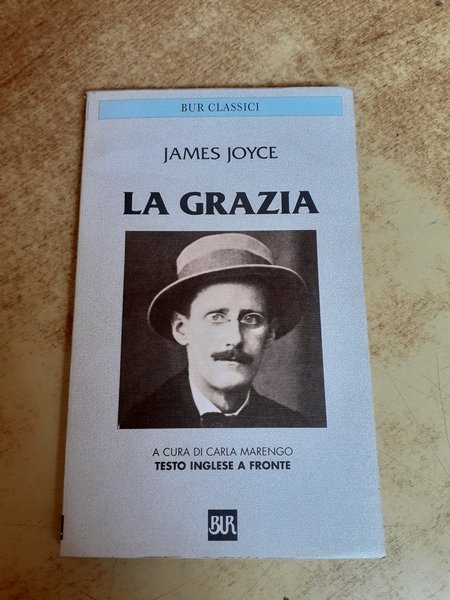 BUR CLASSICI
JAMES JOYCE
LA GRAZIA
A CURA DI CARLA MARENGO
TESTO INGLESE A FRONTE
BUR